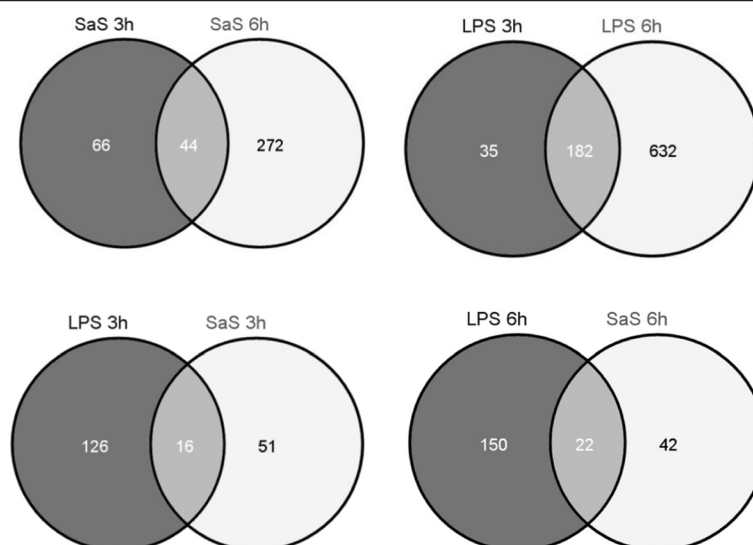 SaS 3h SaS 6h
66 44 272
LPS 3h LPS 6h
35 182 632
LPS 3h SaS 3h
126 16 51
LPS 6h SaS 6h
150 22 42